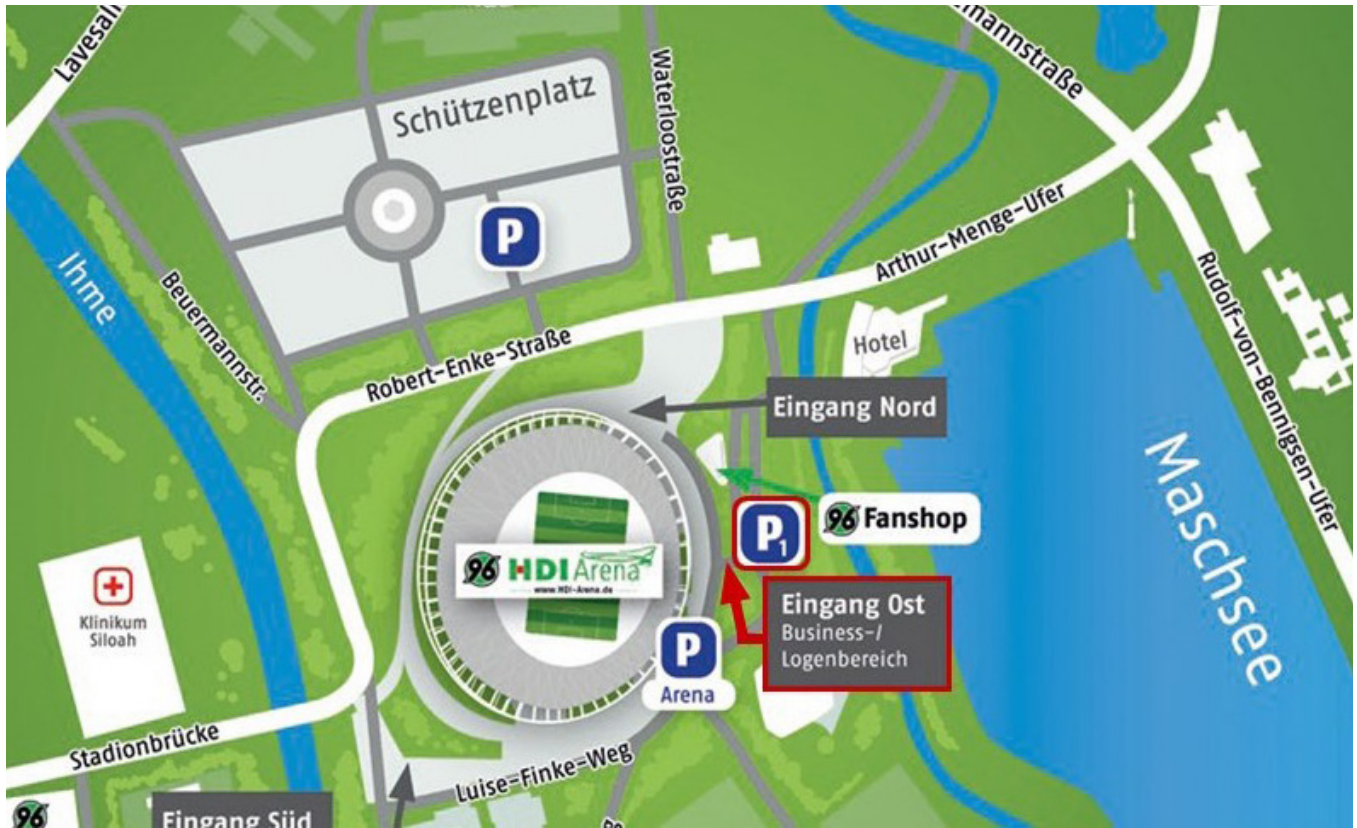 Lavesall
Schützenplatz
Waterloostraße
mannstraße
P
Arthur-Menge-Ufer
Ihme
Beuermannstr.
Robert-Enke-Straße
Hotel
Rudolf-von-Bennigsen-Ufer
Eingang Nord
Maschsee
96 Fanshop
P1
96 HDI Arena
www.HDI-Arena.de
Klinikum
Siloah
Eingang Ost
Business-/
Logenbereich
P
Arena
Stadionbrücke
Luise-Finke-Weg
96
Eingang Süd